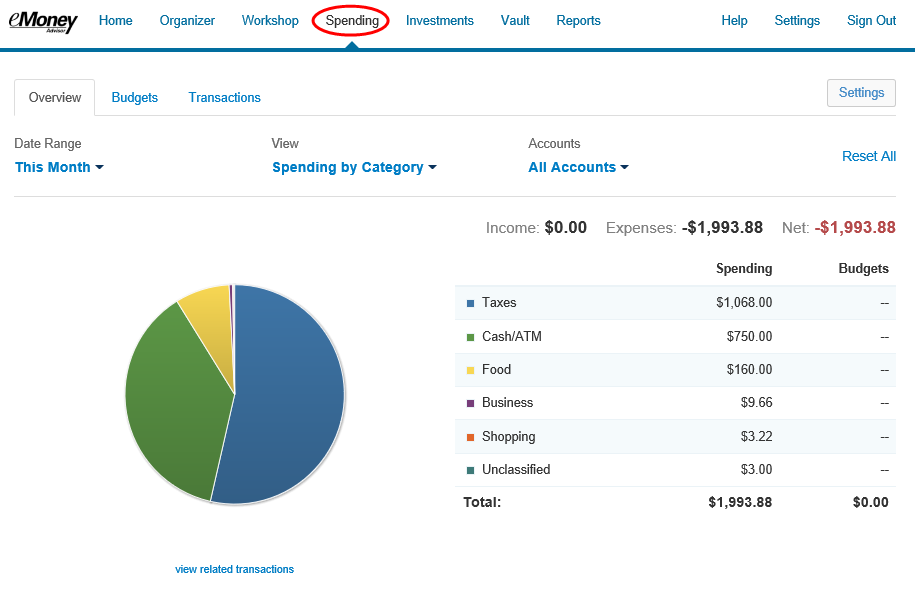 eMoney Advisor Home Organizer Workshop Spending Investments Vault Reports Help Settings Sign Out
Overview Budgets Transactions Settings
Date Range View Accounts
This Month Spending by Category All Accounts Reset All
Income: $0.00 Expenses: -$1,993.88 Net: -$1,993.88
Spending Budgets
Taxes $1,068.00 --
Cash/ATM $750.00 --
Food $160.00 --
Business $9.66 --
Shopping $3.22 --
Unclassified $3.00 --
Total: $1,993.88 $0.00
view related transactions